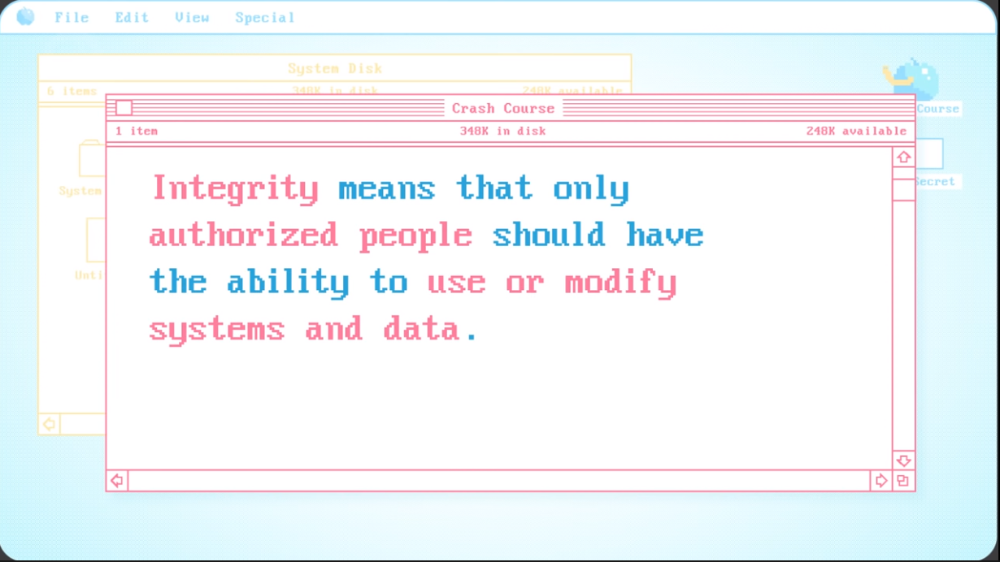 File Edit View Special
System Disk
6 items 348K in disk 248K available
Crash Course
1 item 348K in disk 248K available
Integrity means that only
authorized people should have
the ability to use or modify
systems and data.
Course
Secret
System